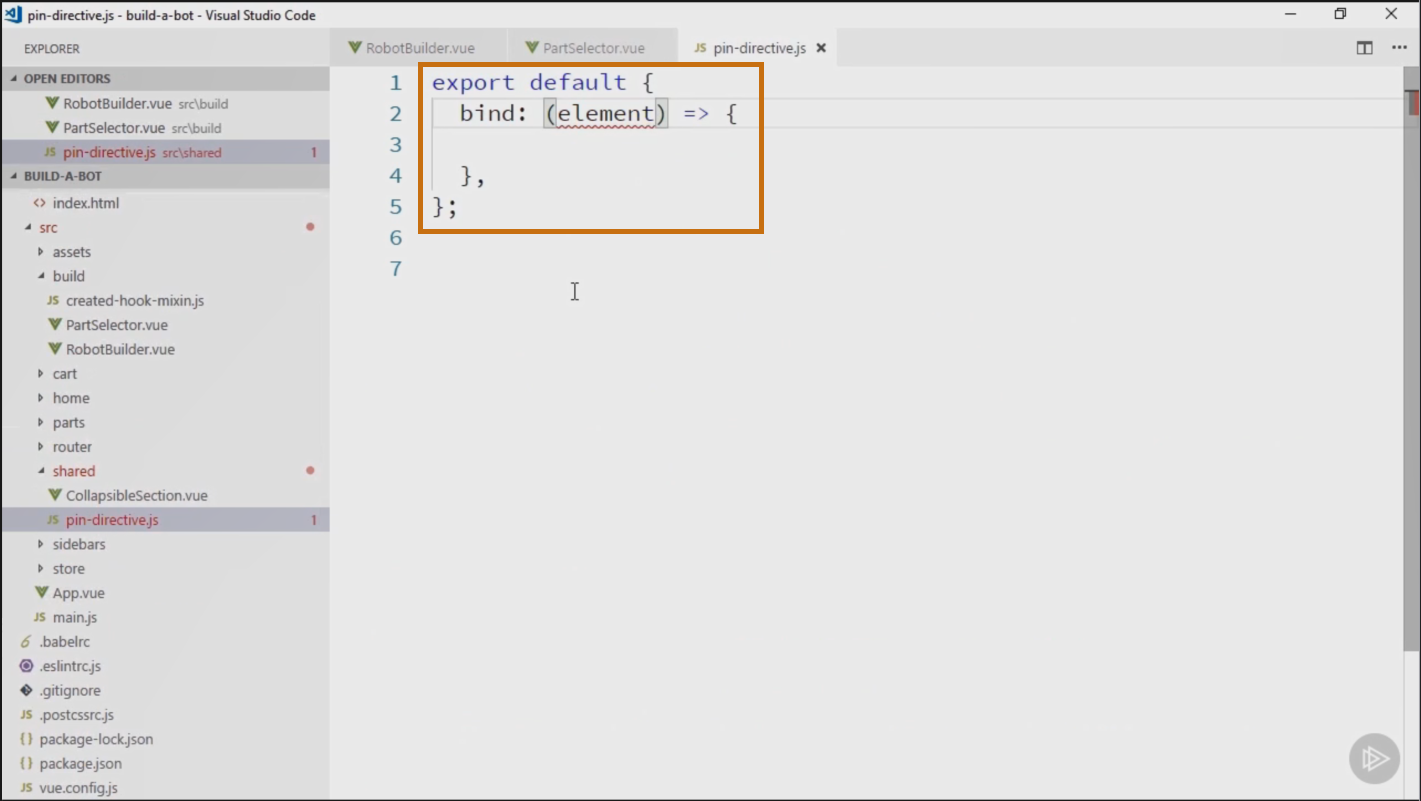 pin-directive.js - build-a-bot - Visual Studio Code
EXPLORER
OPEN EDITORS
RobotBuilder.vue src\build
PartSelector.vue src\build
JS pin-directive.js src\shared 1
BUILD-A-BOT
<> index.html
src
assets
build
JS created-hook-mixin.js
PartSelector.vue
RobotBuilder.vue
cart
home
parts
router
shared
CollapsibleSection.vue
JS pin-directive.js 1
sidebars
store
App.vue
JS main.js
6 .babelrc
.eslintrc.js
.gitignore
JS .postcssrc.js
{} package-lock.json
{} package.json
JS vue.config.js
RobotBuilder.vue PartSelector.vue JS pin-directive.js
1 export default {
2 bind: (element) => {
3
4 },
5 };
6
7